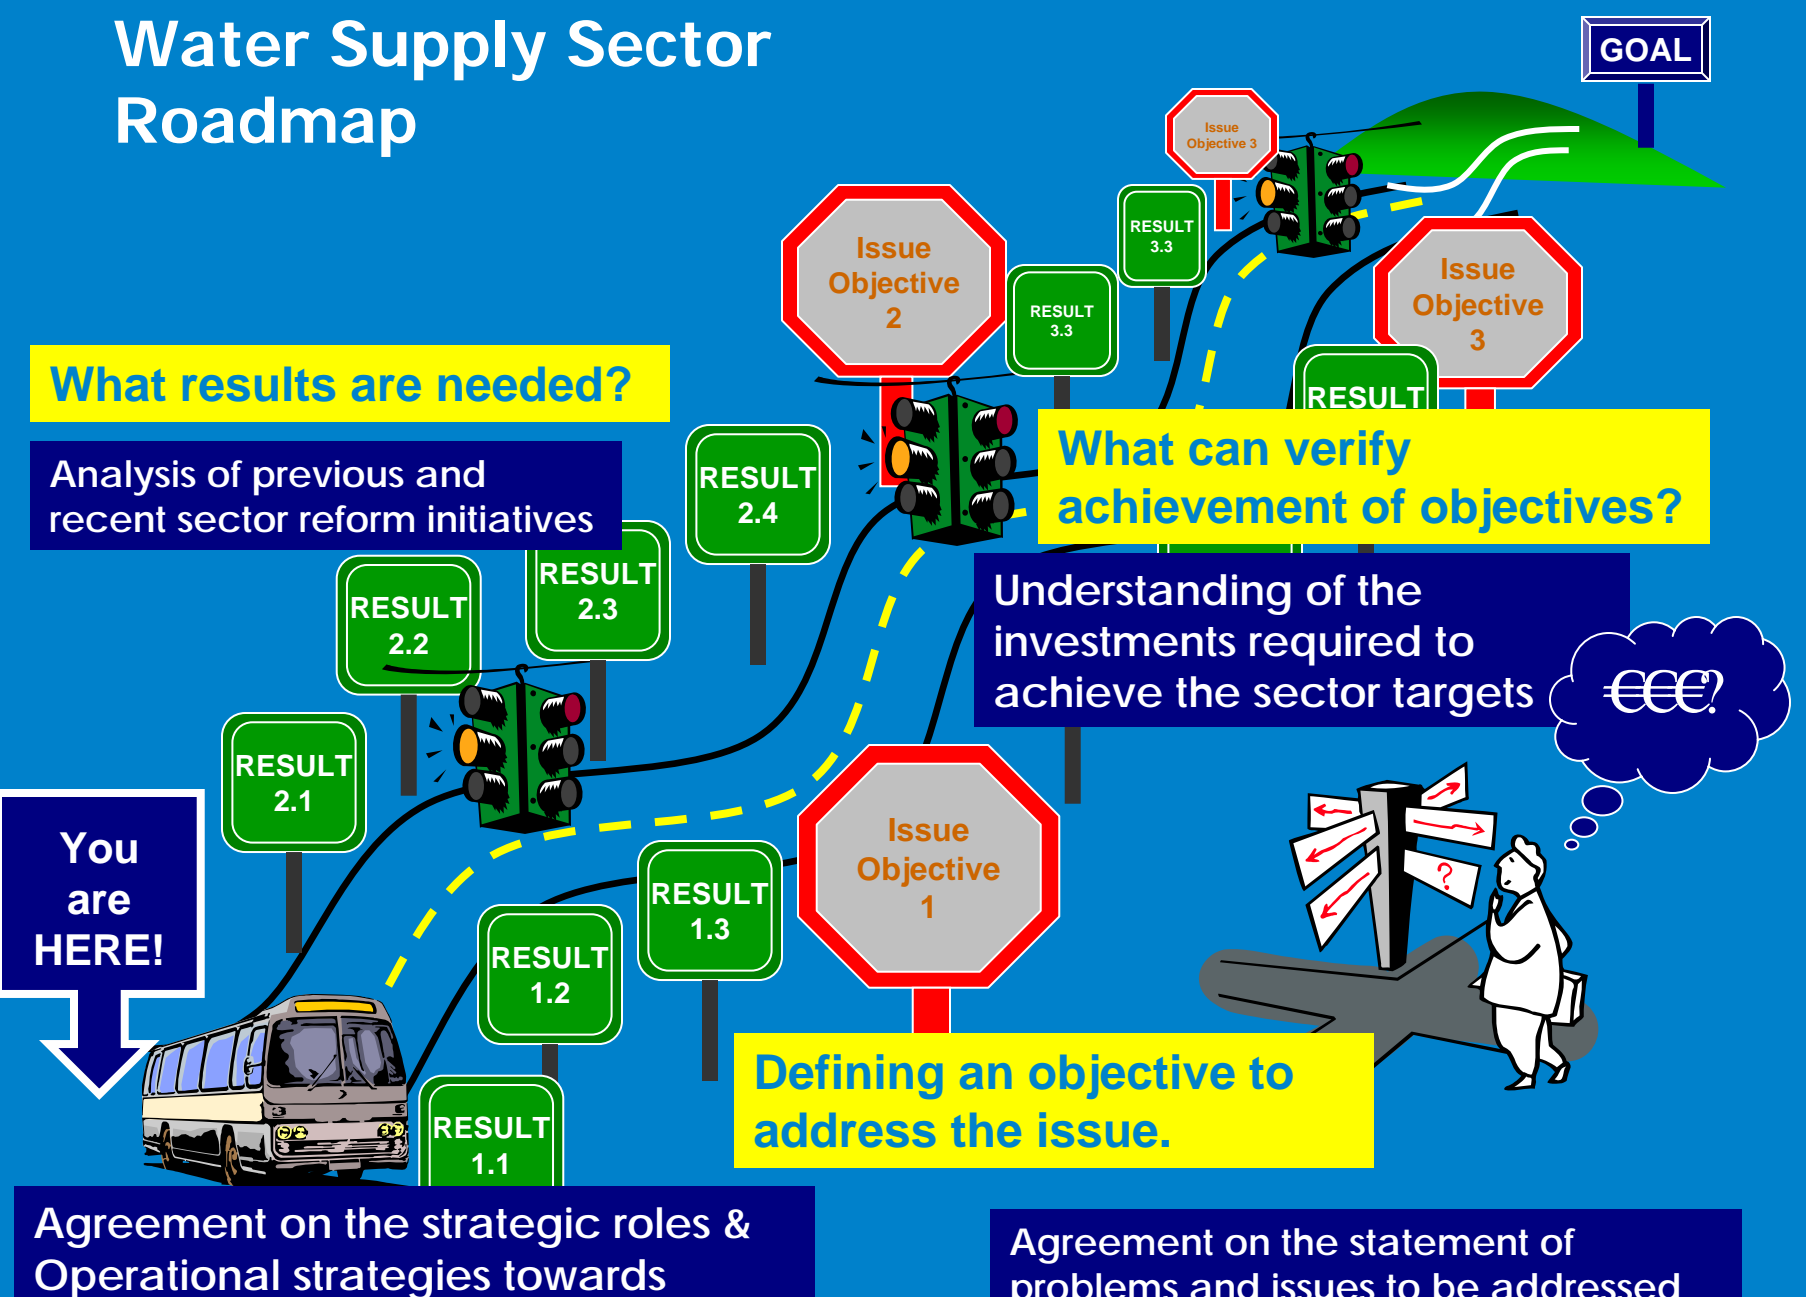 Water Supply Sector
Roadmap
GOAL
Issue
Objective 3
RESULT
3.3
Issue
Objective
2
RESULT
3.3
Issue
Objective
3
What results are needed?
RESULT
What can verify
achievement of objectives?
Analysis of previous and
recent sector reform initiatives
RESULT
2.4
RESULT
2.3
RESULT
2.2
Understanding of the
investments required to
achieve the sector targets
€€€?
RESULT
2.1
You
are
HERE!
Issue
Objective
1
?
RESULT
1.3
RESULT
1.2
Defining an objective to
address the issue.
RESULT
1.1
Agreement on the strategic roles &
Operational strategies towards
Agreement on the statement of
problems and issues to be addressed